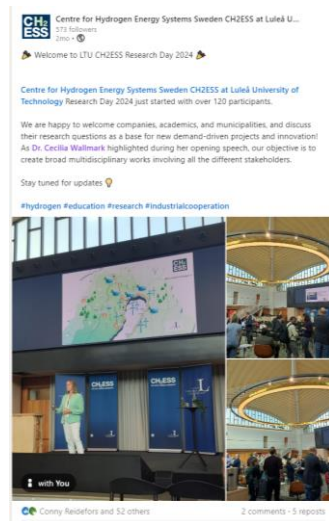 CH2
ESS
Centre for Hydrogen Energy Systems Sweden CH2ESS at Luleå U...
573 followers
2mo •
Welcome to LTU CH2ESS Research Day 2024
Centre for Hydrogen Energy Systems Sweden CH2ESS at Luleå University of
Technology Research Day 2024 just started with over 120 participants.
We are happy to welcome companies, academics, and municipalities, and discuss
their research questions as a base for new demand-driven projects and innovation!
As Dr. Cecilia Wallmark highlighted during her opening speech, our objective is to
create broad multidisciplinary works involving all the different stakeholders.
Stay tuned for updates
#hydrogen #education #research #industrialcooperation
CH2ESS
CH2ESS
CH2ESS
L
with You
Conny Reidefors and 52 others
2 comments • 5 reposts